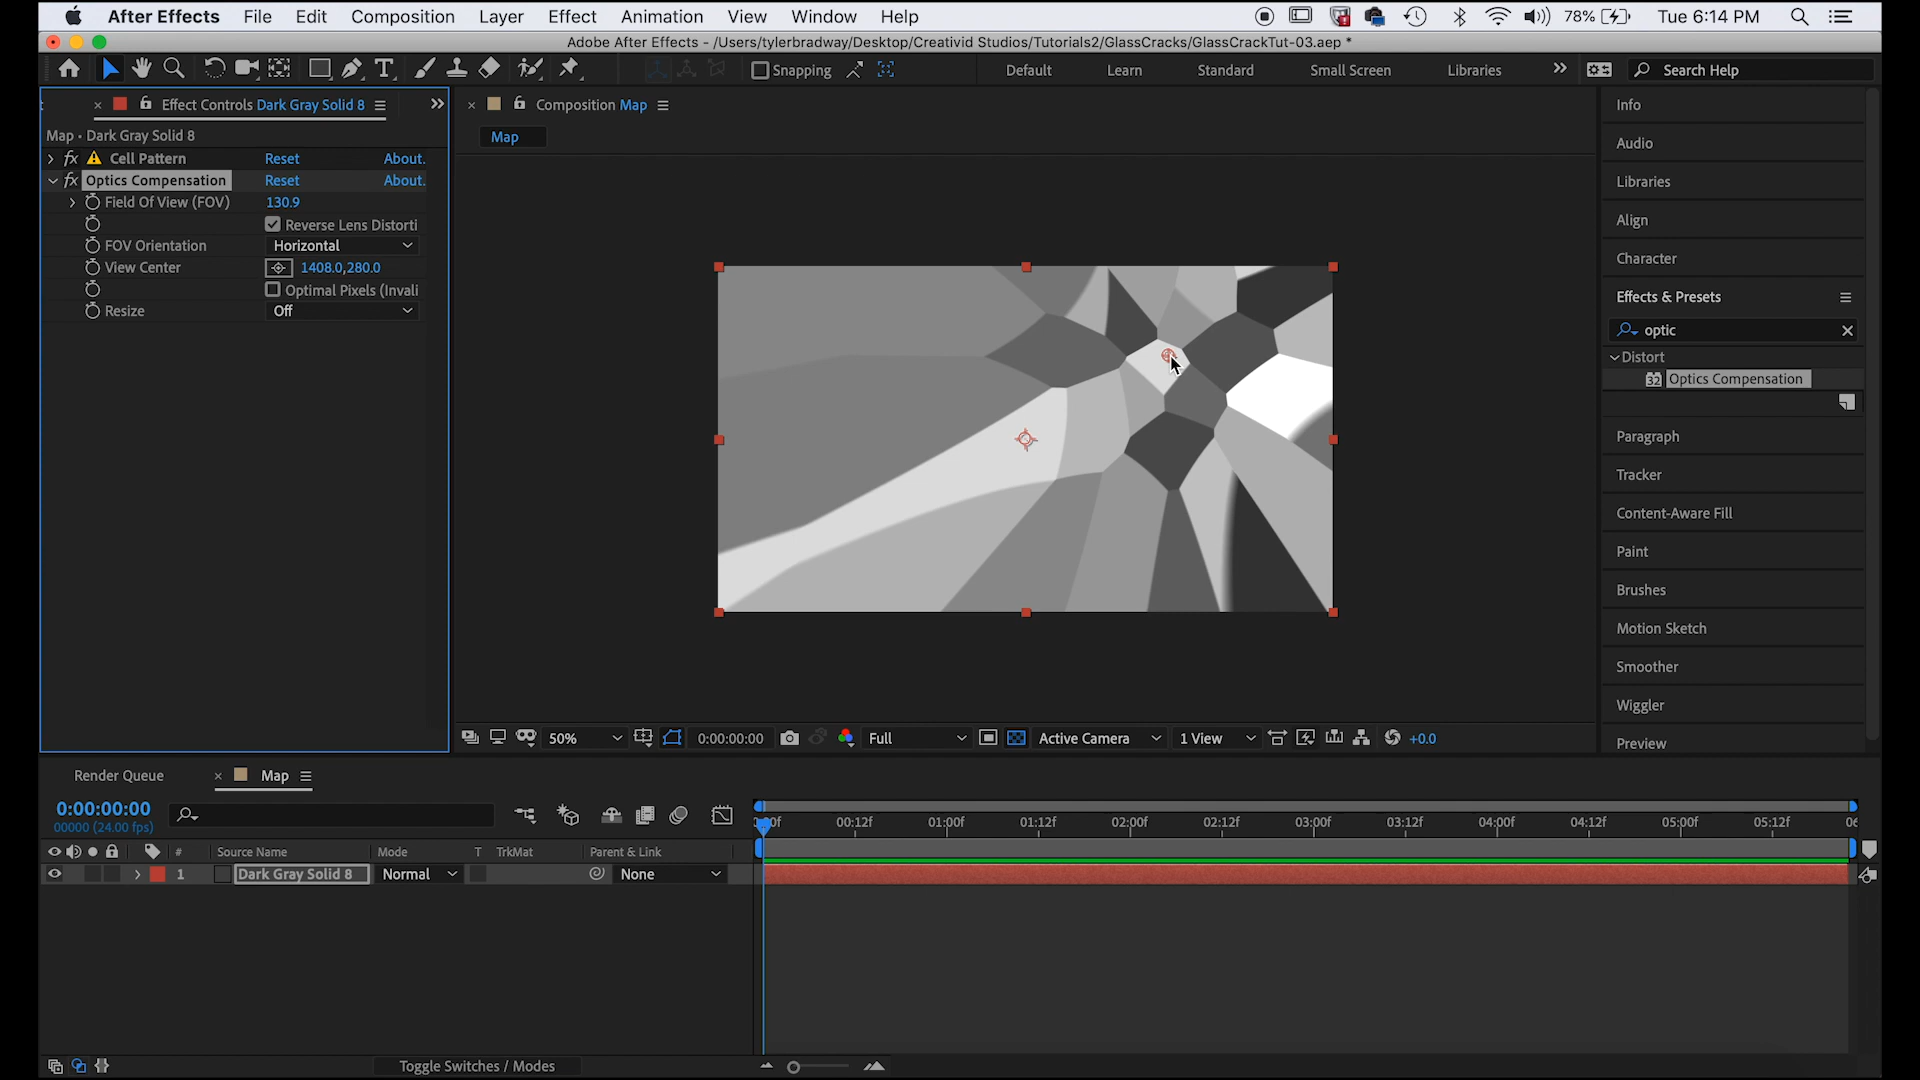 After Effects File Edit Composition Layer Effect Animation View Window Help 78% Tue 6:14 PM
Adobe After Effects - /Users/tylerbradway/Desktop/Creativid Studios/Tutorials2/GlassCracks/GlassCrackTut-03.aep *
Snapping Default Learn Standard Small Screen Libraries Search Help
Effect Controls Dark Gray Solid 8
Composition Map
Map • Dark Gray Solid 8
Map
fx Cell Pattern Reset About.
fx Optics Compensation Reset About.
Field Of View (FOV) 130.9
Reverse Lens Distorti
FOV Orientation Horizontal
View Center 1408.0,280.0
Optimal Pixels (Invali
Resize Off
Info
Audio
Libraries
Align
Character
Effects & Presets
optic
Distort
32 Optics Compensation
Paragraph
Tracker
Content-Aware Fill
Paint
Brushes
Motion Sketch
Smoother
Wiggler
Preview
50% 0:00:00:00 Full Active Camera 1 View +0.0
Render Queue Map
0:00:00:00
00000 (24.00 fps)
00:12f 01:00f 01:12f 02:00f 02:12f 03:00f 03:12f 04:00f 04:12f 05:00f 05:12f
# Source Name Mode T TrkMat Parent & Link
1 Dark Gray Solid 8 Normal None
Toggle Switches / Modes